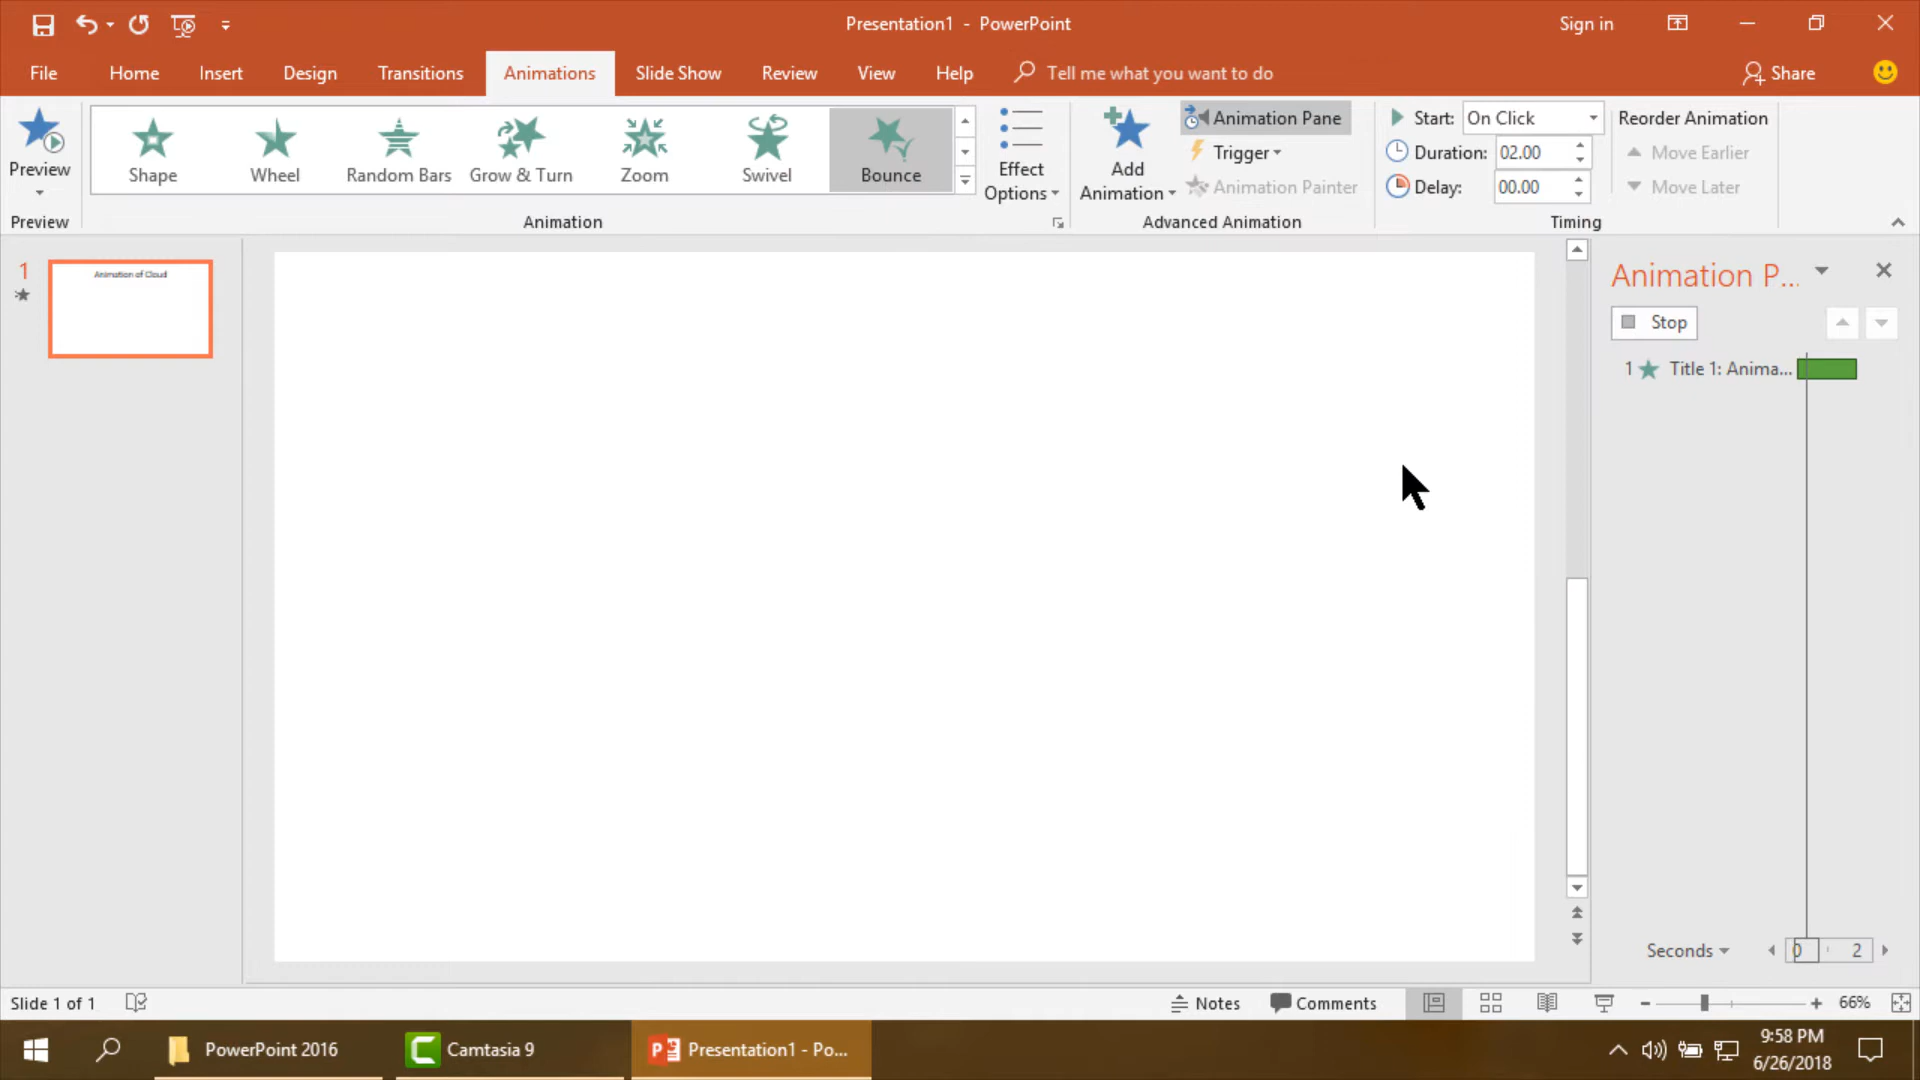 Presentation1 - PowerPoint
Sign in
File Home Insert Design Transitions Animations Slide Show Review View Help Tell me what you want to do Share
Preview
Shape Wheel Random Bars Grow & Turn Zoom Swivel Bounce
Effect Options
Add Animation
Animation Pane
Trigger
Animation Painter
Start: On Click
Duration: 02.00
Delay: 00.00
Reorder Animation
Move Earlier
Move Later
Preview Animation Advanced Animation Timing
1
Animation of Cloud
Animation P...
Stop
1 Title 1: Anima...
Seconds 0 2
Slide 1 of 1 Notes Comments 66%
PowerPoint 2016 Camtasia 9 Presentation1 - Po...
9:58 PM
6/26/2018